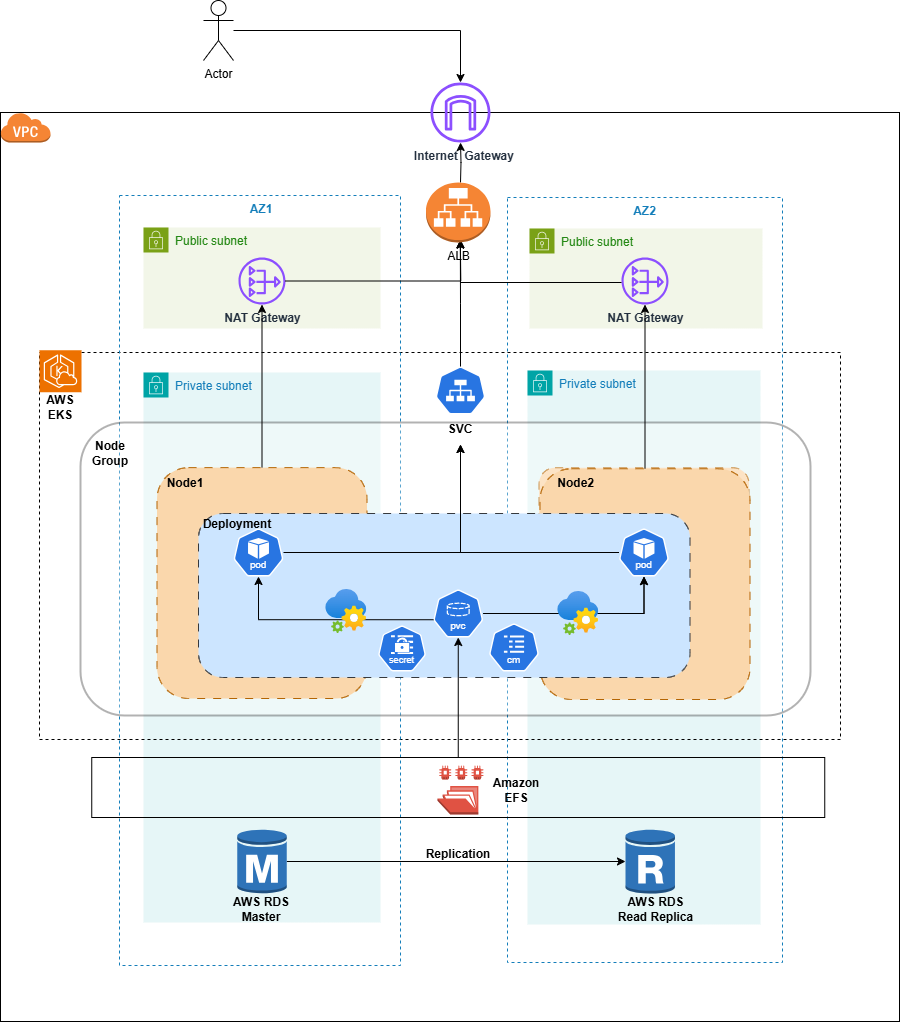 Actor
VPC
Internet Gateway
AZ1
AZ2
ALB
Public subnet
Public subnet
NAT Gateway
NAT Gateway
AWS
EKS
Private subnet
Private subnet
SVC
Node
Group
Node1
Node2
Deployment
pod
pod
pvc
secret
cm
Amazon
EFS
M
Replication
R
AWS RDS
Master
AWS RDS
Read Replica